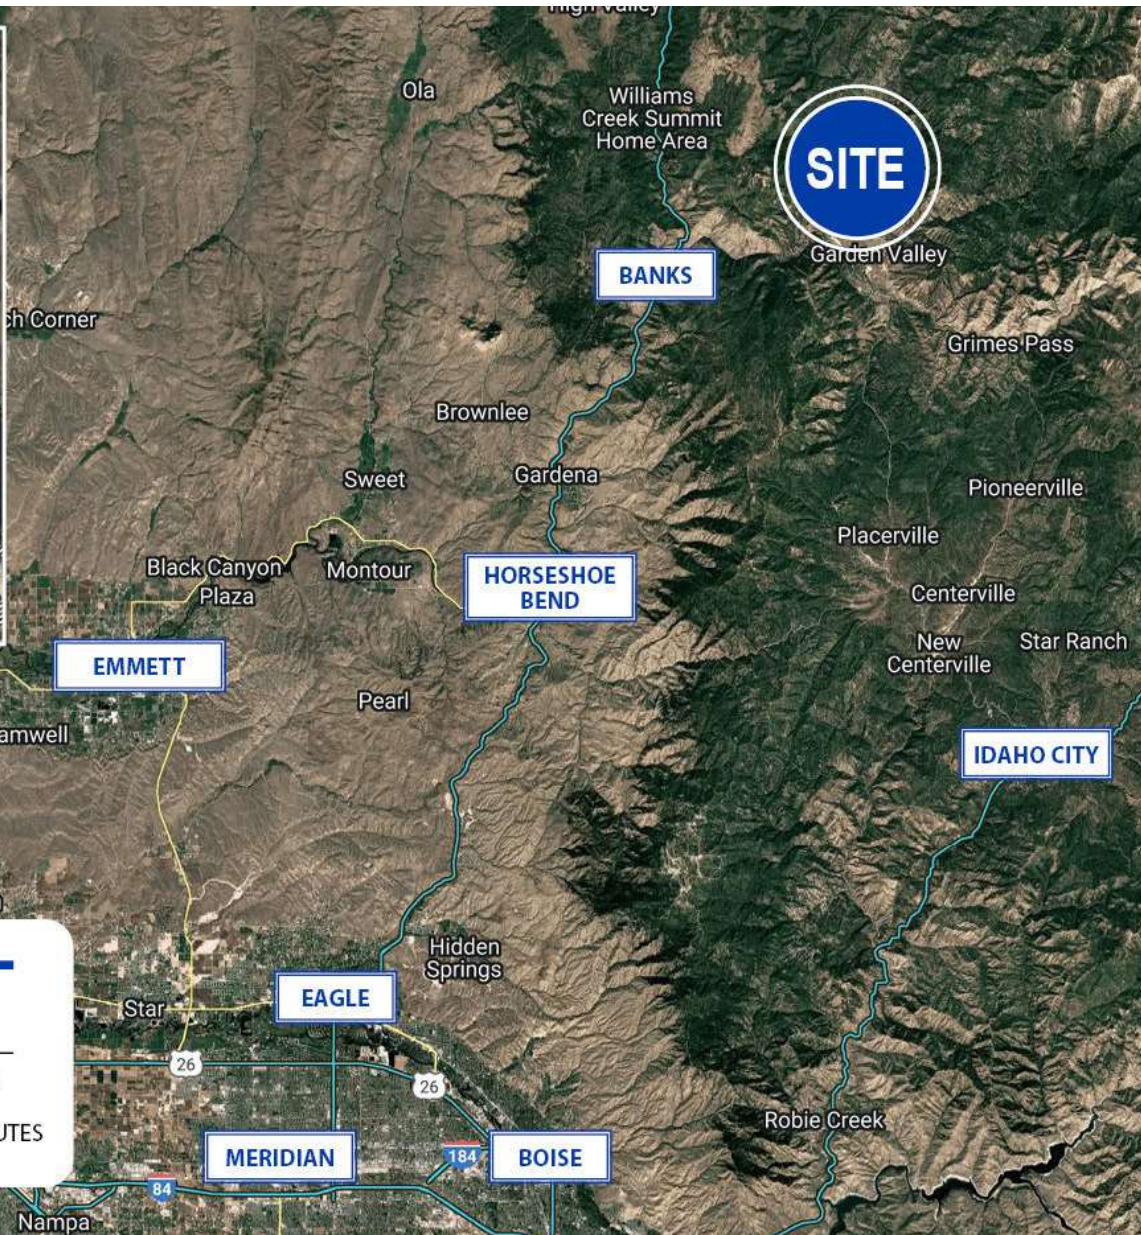 High Valley
Ola
Williams
Creek Summit
Home Area
SITE
Garden Valley
BANKS
ch Corner
Grimes Pass
Brownlee
Sweet
Gardena
Pioneerville
Placerville
Black Canyon
Plaza
Montour
HORSESHOE
BEND
Centerville
New
Centerville
Star Ranch
EMMETT
Pearl
amwell
IDAHO CITY
Hidden
Springs
EAGLE
Star
26
26
UTES
Robie Creek
MERIDIAN
184
BOISE
84
Nampa